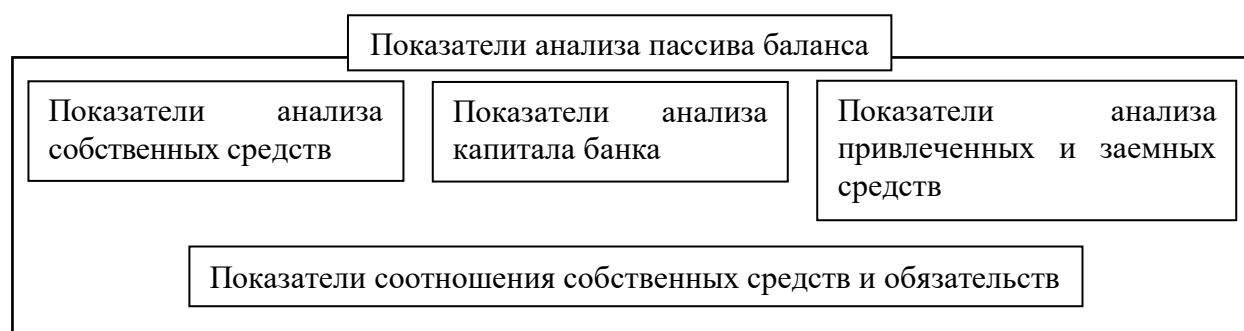 Показатели анализа пассива баланса
Показатели анализа
собственных средств
Показатели анализа
капитала банка
Показатели анализа
привлеченных и заемных
средств
Показатели соотношения собственных средств и обязательств